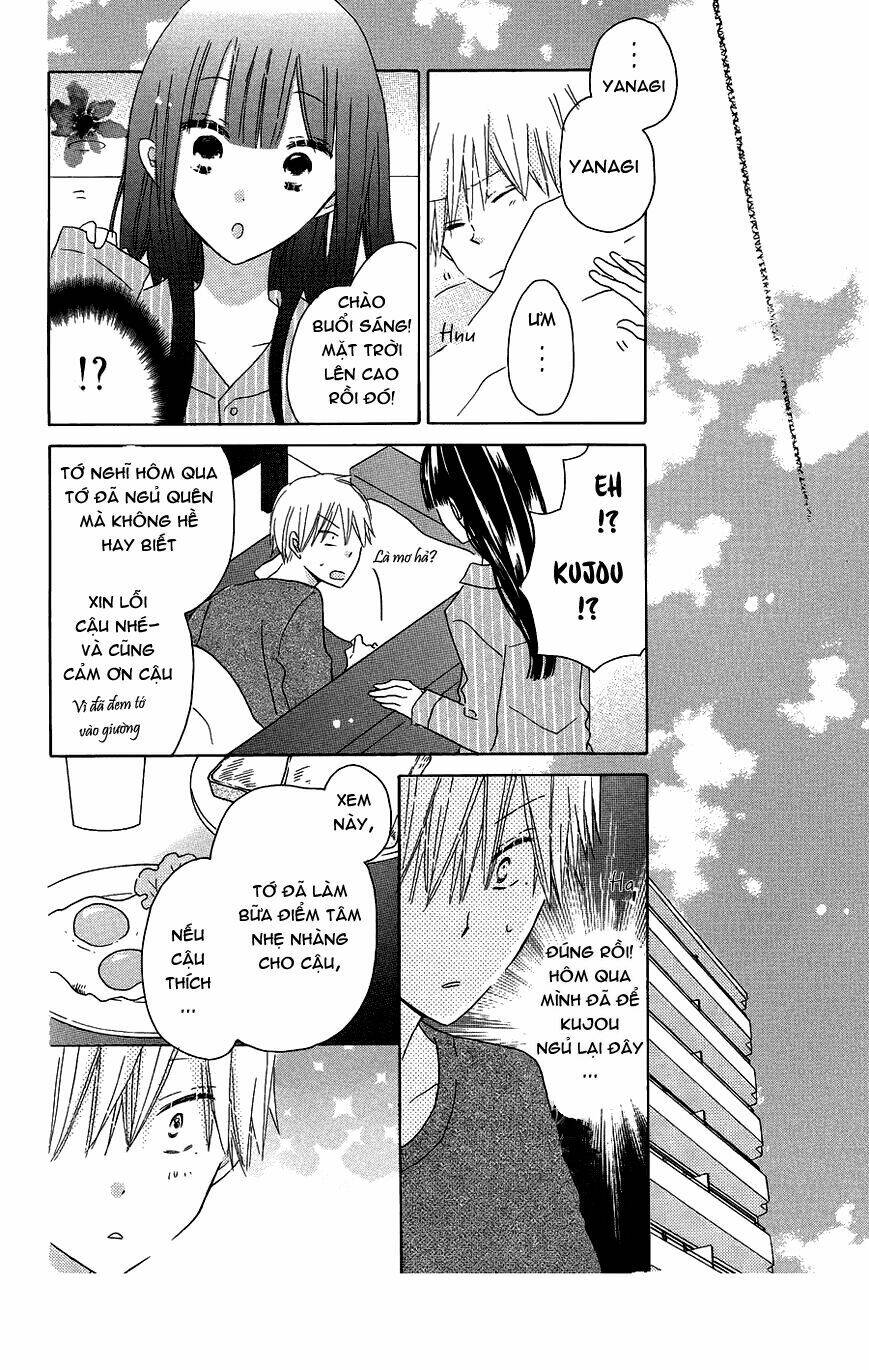 ...
YANAGI
YANAGI
ƯM
...
Hnu
CHÀO
BUỔI SÁNG!
MẶT TRỜI
LÊN CAO
RỒI ĐÓ!
!?
EH
!?
KUJOU
!?
Là mơ hả?
TỚ NGHĨ HÔM QUA
TỚ ĐÃ NGỦ QUÊN
MÀ KHÔNG HỀ
HAY BIẾT
XIN LỖI
CẬU NHÉ-
VÀ CŨNG
CẢM ƠN CẬU
Vì đã đem tớ
vào giường
Ha
ĐÚNG RỒI!
HÔM QUA
MÌNH ĐÃ ĐỂ
KUJOU
NGỦ LẠI ĐÂY
...
XEM
NÀY,
TỚ ĐÃ LÀM
BỮA ĐIỂM TÂM
NHẸ NHÀNG
CHO CẬU,
NẾU
CẬU
THÍCH
...